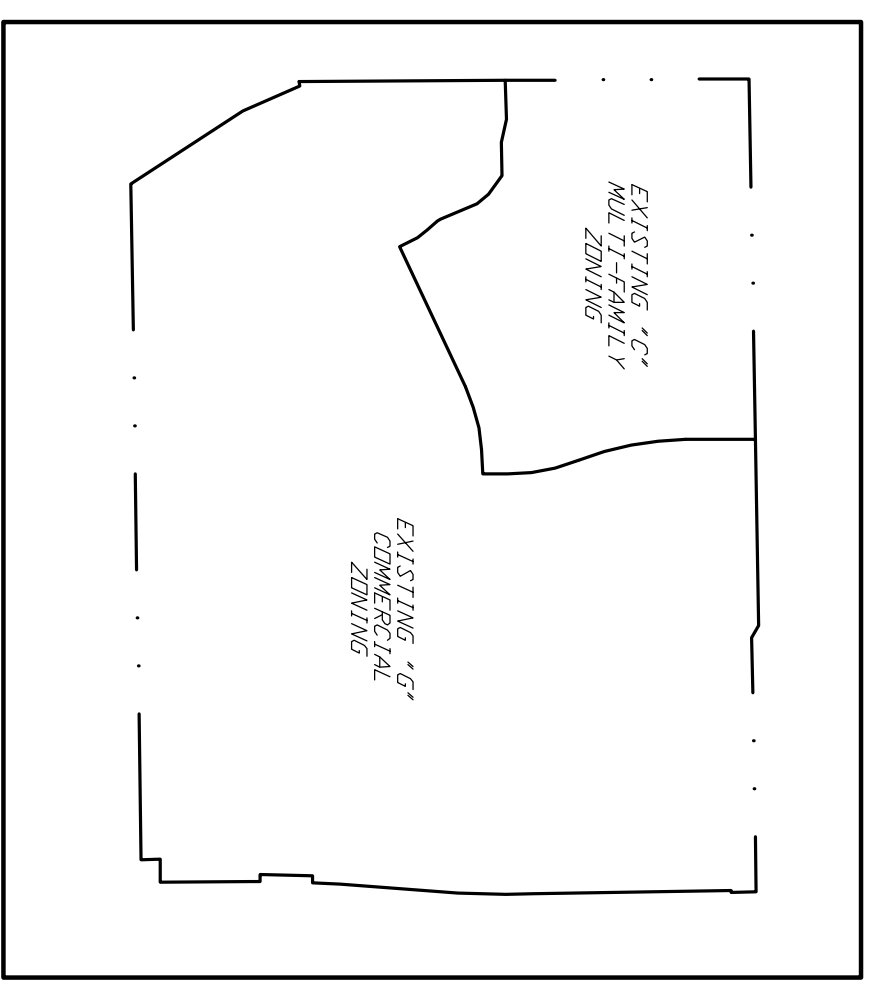 EXISTING "C"
MULTI-FAMILY
ZONING
EXISTING "G"
COMMERCIAL
ZONING